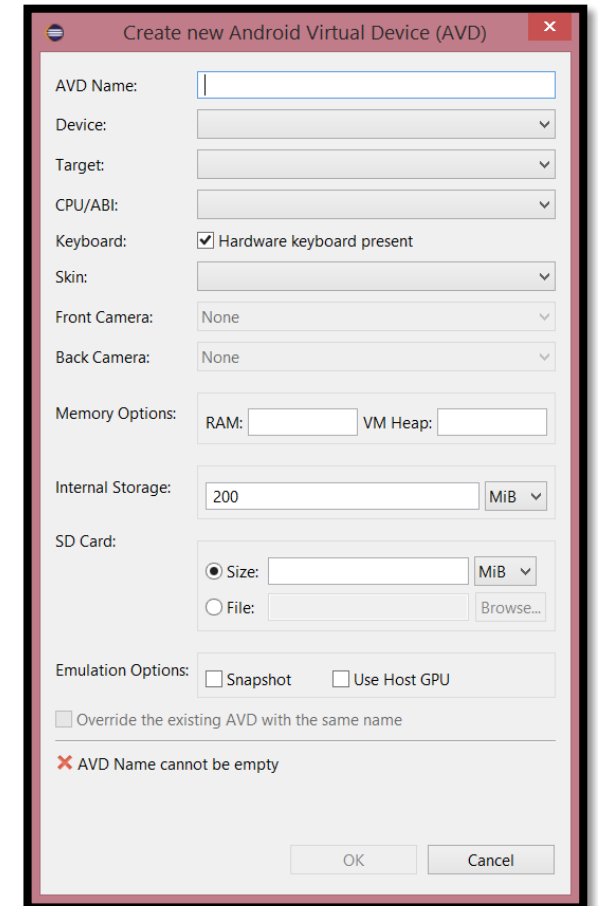 Create new Android Virtual Device (AVD)
AVD Name:
Device:
Target:
CPU/ABI:
Keyboard: Hardware keyboard present
Skin:
Front Camera: None
Back Camera: None
Memory Options: RAM: VM Heap:
Internal Storage: 200 MiB
SD Card:
Size: MiB
File: Browse...
Emulation Options: Snapshot Use Host GPU
Override the existing AVD with the same name
AVD Name cannot be empty
OK Cancel